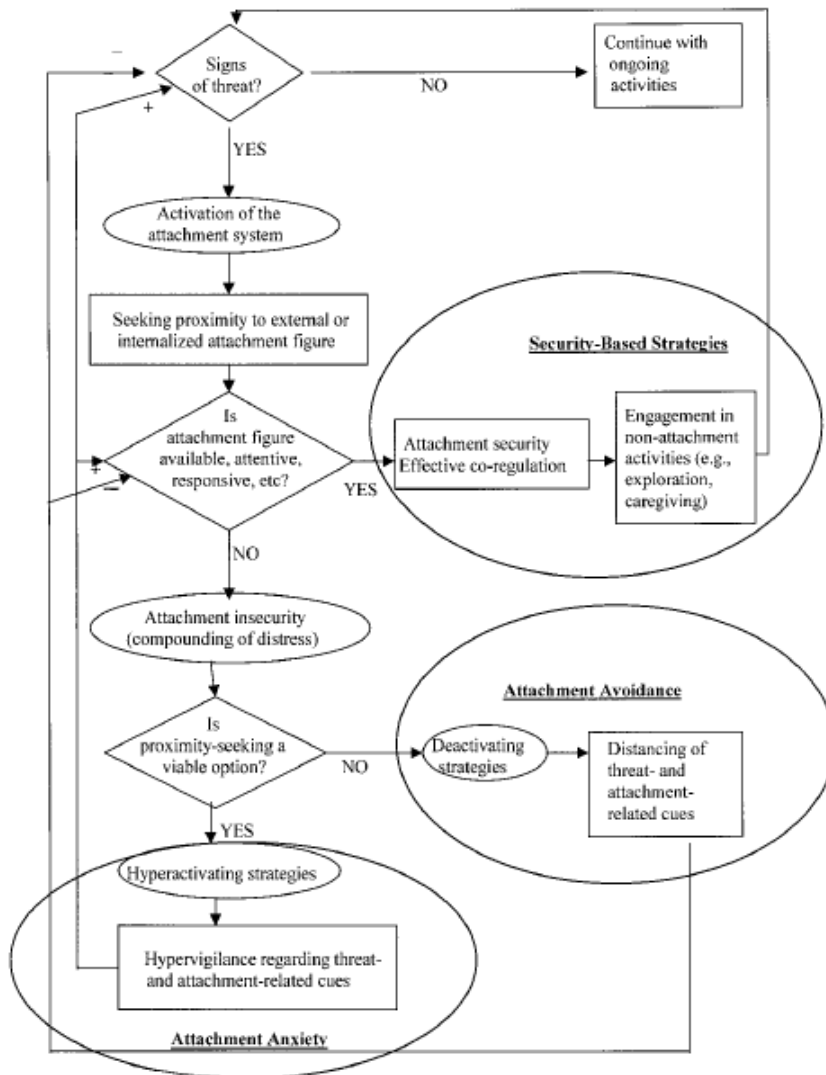 −
Signs
of threat?
NO
Continue with
ongoing
activities
+
YES
Activation of the
attachment system
Seeking proximity to external or
internalized attachment figure
Security-Based Strategies
Is
attachment figure
available, attentive,
responsive, etc?
+
−
YES
Attachment security
Effective co-regulation
Engagement in
non-attachment
activities (e.g.,
exploration,
caregiving)
NO
Attachment insecurity
(compounding of distress)
Attachment Avoidance
Is
proximity-seeking a
viable option?
NO
Deactivating
strategies
Distancing of
threat- and
attachment-
related cues
YES
Hyperactivating strategies
Hypervigilance regarding threat-
and attachment-related cues
Attachment Anxiety